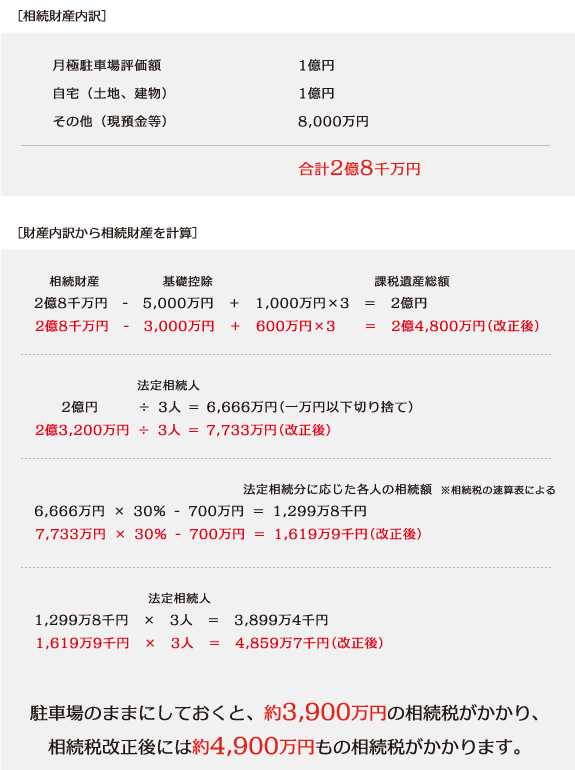 ［相続財産内訳］
月極駐車場評価額 1億円
自宅（土地、建物） 1億円
その他（現預金等） 8,000万円
合計2億8千万円
［財産内訳から相続財産を計算］
相続財産 基礎控除 課税遺産総額
2億8千万円 - 5,000万円 ＋ 1,000万円×3 ＝ 2億円
2億8千万円 - 3,000万円 ＋ 600万円×3 ＝ 2億4,800万円（改正後）
法定相続人
2億円 ÷ 3人 ＝ 6,666万円（一万円以下切り捨て）
2億3,200万円 ÷ 3人 ＝ 7,733万円（改正後）
法定相続分に応じた各人の相続額 ※相続税の速算表による
6,666万円 × 30% - 700万円 ＝ 1,299万8千円
7,733万円 × 30% - 700万円 ＝ 1,619万9千円（改正後）
法定相続人
1,299万8千円 × 3人 ＝ 3,899万4千円
1,619万9千円 × 3人 ＝ 4,859万7千円（改正後）
駐車場のままにしておくと、約3,900万円の相続税がかかり、
相続税改正後には約4,900万円もの相続税がかかります。